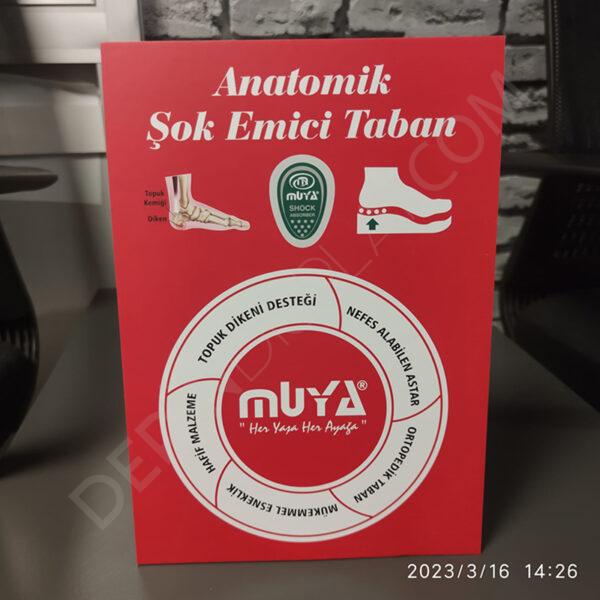 Anatomik
Şok Emici Taban
Topuk
Kemiği
Diken
MUYA
SHOCK
ABSORBER
TOPUK DİKENİ DESTEĞİ
NEFES ALABİLEN ASTAR
ORTOPEDİK TABAN
MÜKEMMEL ESNEKLİK
HAFİF MALZEME
mUYA®
"Her Yaşa Her Ayağa"
2023/3/16 14:26